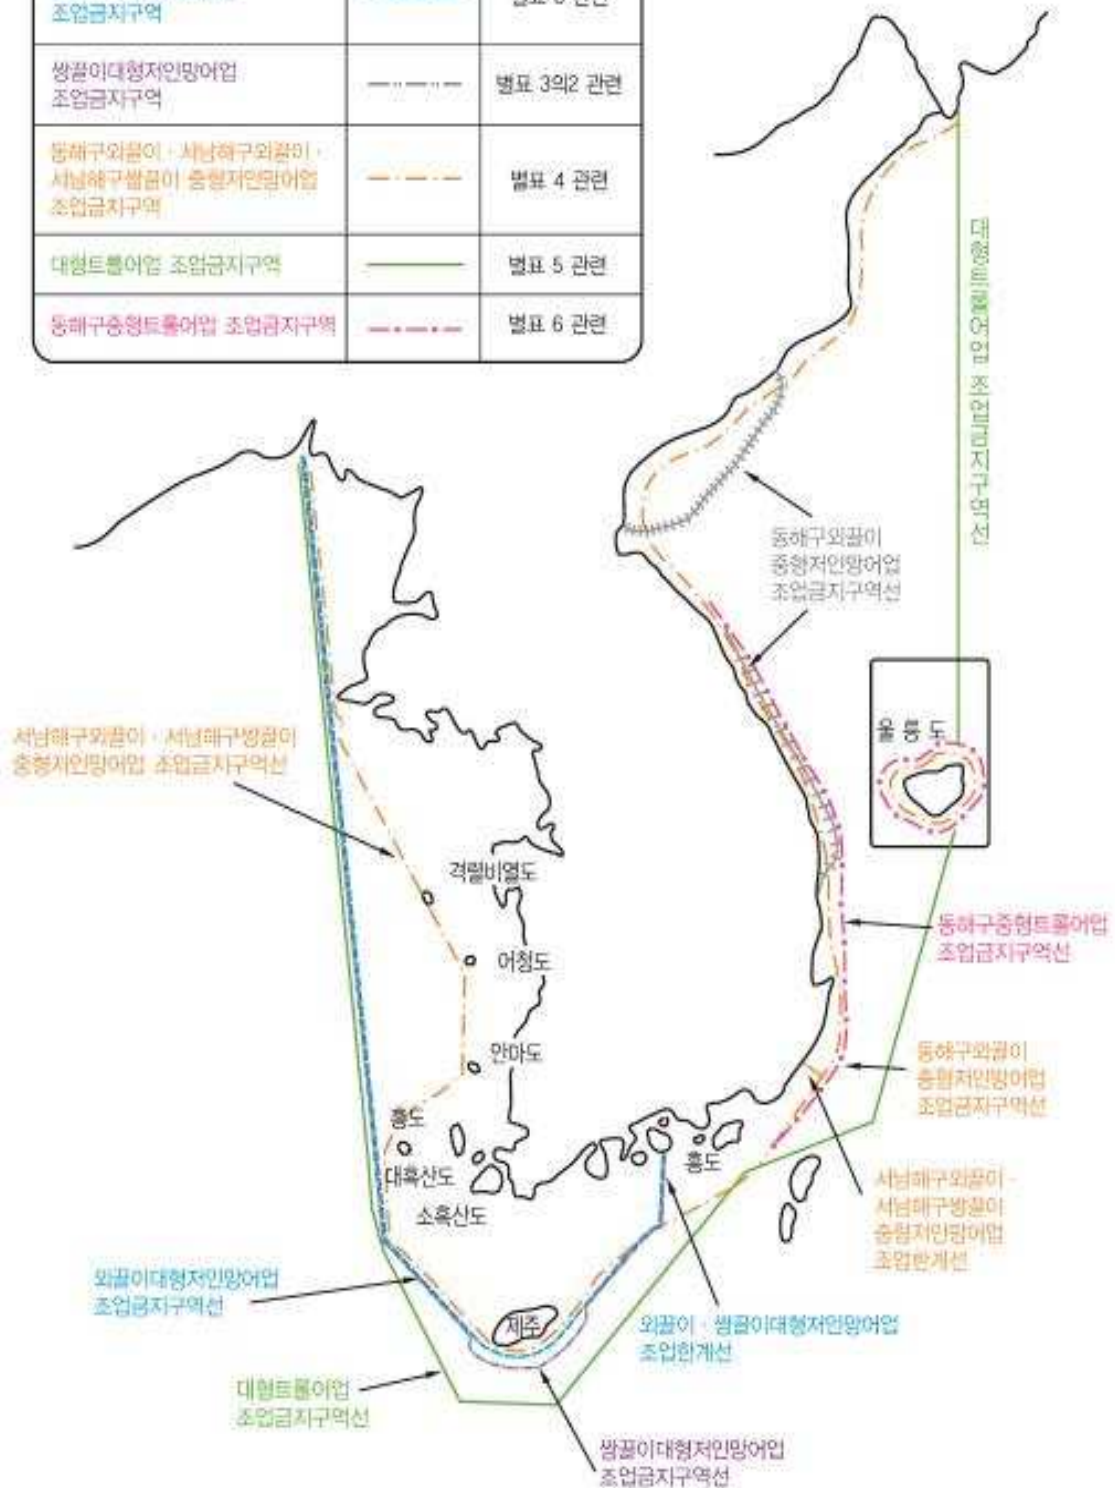 조업금지구역
쌍끌이대형저인망어업
조업금지구역
별표 3의2 관련
동해구외끌이 · 서남해구외끌이 ·
서남해구쌍끌이 중형저인망어업
조업금지구역
별표 4 관련
대형트롤어업 조업금지구역
별표 5 관련
동해구중형트롤어업 조업금지구역
별표 6 관련
대형트롤어업 조업금지구역선
동해구외끌이
중형저인망어업
조업금지구역선
울릉도
서남해구외끌이 · 서남해구쌍끌이
중형저인망어업 조업금지구역선
격렬비열도
어청도
동해구중형트롤어업
조업금지구역선
안마도
동해구외끌이
중형저인망어업
조업금지구역선
홍도
대흑산도
소흑산도
홍도
서남해구외끌이 ·
서남해구쌍끌이
중형저인망어업
조업한계선
외끌이대형저인망어업
조업금지구역선
제주
외끌이 · 쌍끌이대형저인망어업
조업한계선
대형트롤어업
조업금지구역선
쌍끌이대형저인망어업
조업금지구역선